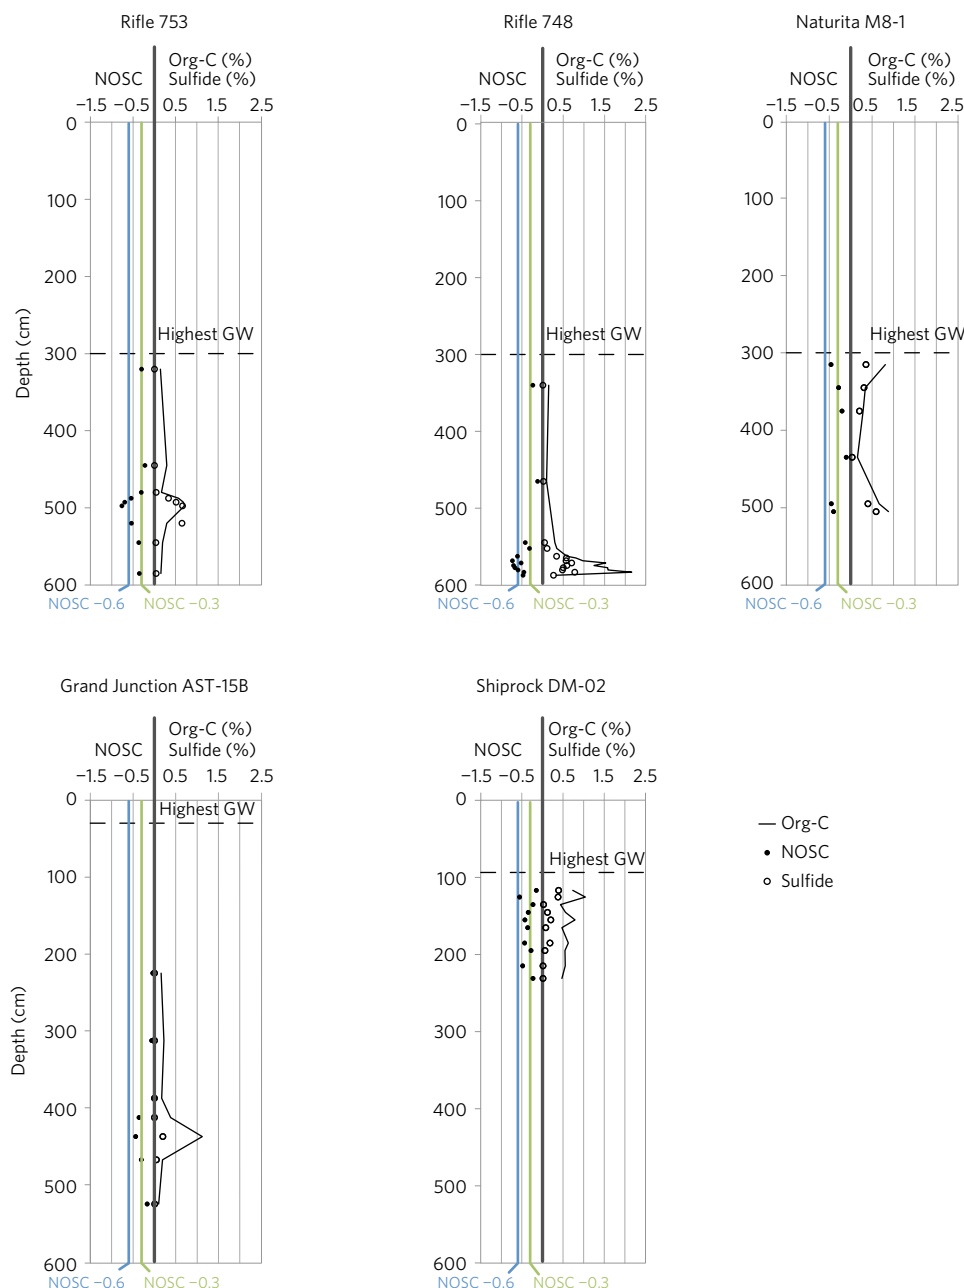 Rifle 753
Org-C (%)
NOSC Sulfide (%)
−1.5 −0.5 0.5 1.5 2.5
0
100
200
Highest GW
300
400
500
600
Depth (cm)
NOSC −0.6 NOSC −0.3
Rifle 748
Org-C (%)
NOSC Sulfide (%)
−1.5 −0.5 0.5 1.5 2.5
0
100
200
Highest GW
300
400
500
600
NOSC −0.6 NOSC −0.3
Naturita M8-1
Org-C (%)
NOSC Sulfide (%)
−1.5 −0.5 0.5 1.5 2.5
0
100
200
Highest GW
300
400
500
600
NOSC −0.6 NOSC −0.3
Grand Junction AST-15B
Org-C (%)
NOSC Sulfide (%)
−1.5 −0.5 0.5 1.5 2.5
0
Highest GW
100
200
300
400
500
600
Depth (cm)
NOSC −0.6 NOSC −0.3
Shiprock DM-02
Org-C (%)
NOSC Sulfide (%)
−1.5 −0.5 0.5 1.5 2.5
0
Highest GW
100
200
300
400
500
600
NOSC −0.6 NOSC −0.3
Org-C
NOSC
Sulfide